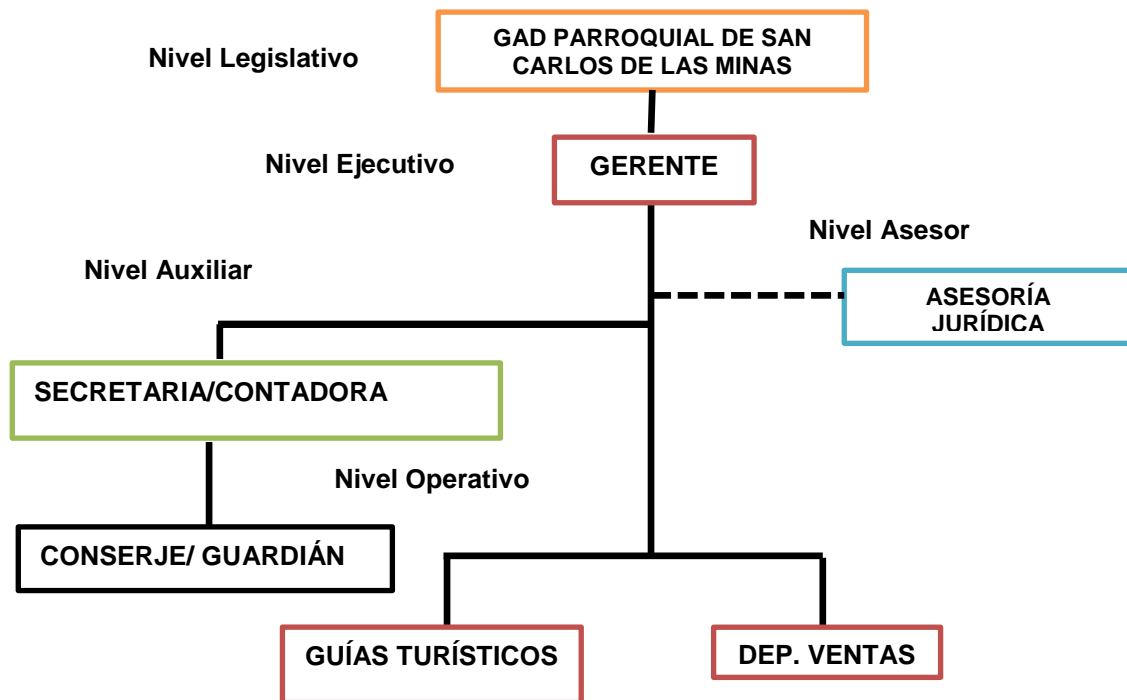 Nivel Legislativo
GAD PARROQUIAL DE SAN
CARLOS DE LAS MINAS
Nivel Ejecutivo
GERENTE
Nivel Asesor
Nivel Auxiliar
ASESORÍA
JURÍDICA
SECRETARIA/CONTADORA
Nivel Operativo
CONSERJE/ GUARDIÁN
GUÍAS TURÍSTICOS
DEP. VENTAS